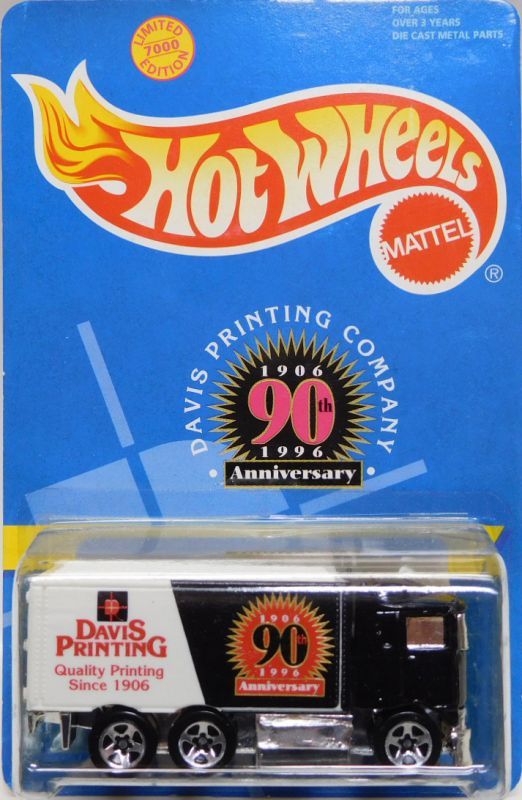 LIMITED
7000
EDITION
FOR AGES
OVER 3 YEARS
DIE CAST METAL PARTS
HOT WHEELS
MATTEL
®
DAVIS PRINTING COMPANY
1906
90th
1996
• Anniversary •
DAVIS
PRINTING
Quality Printing
Since 1906
1906
90th
1996
Anniversary